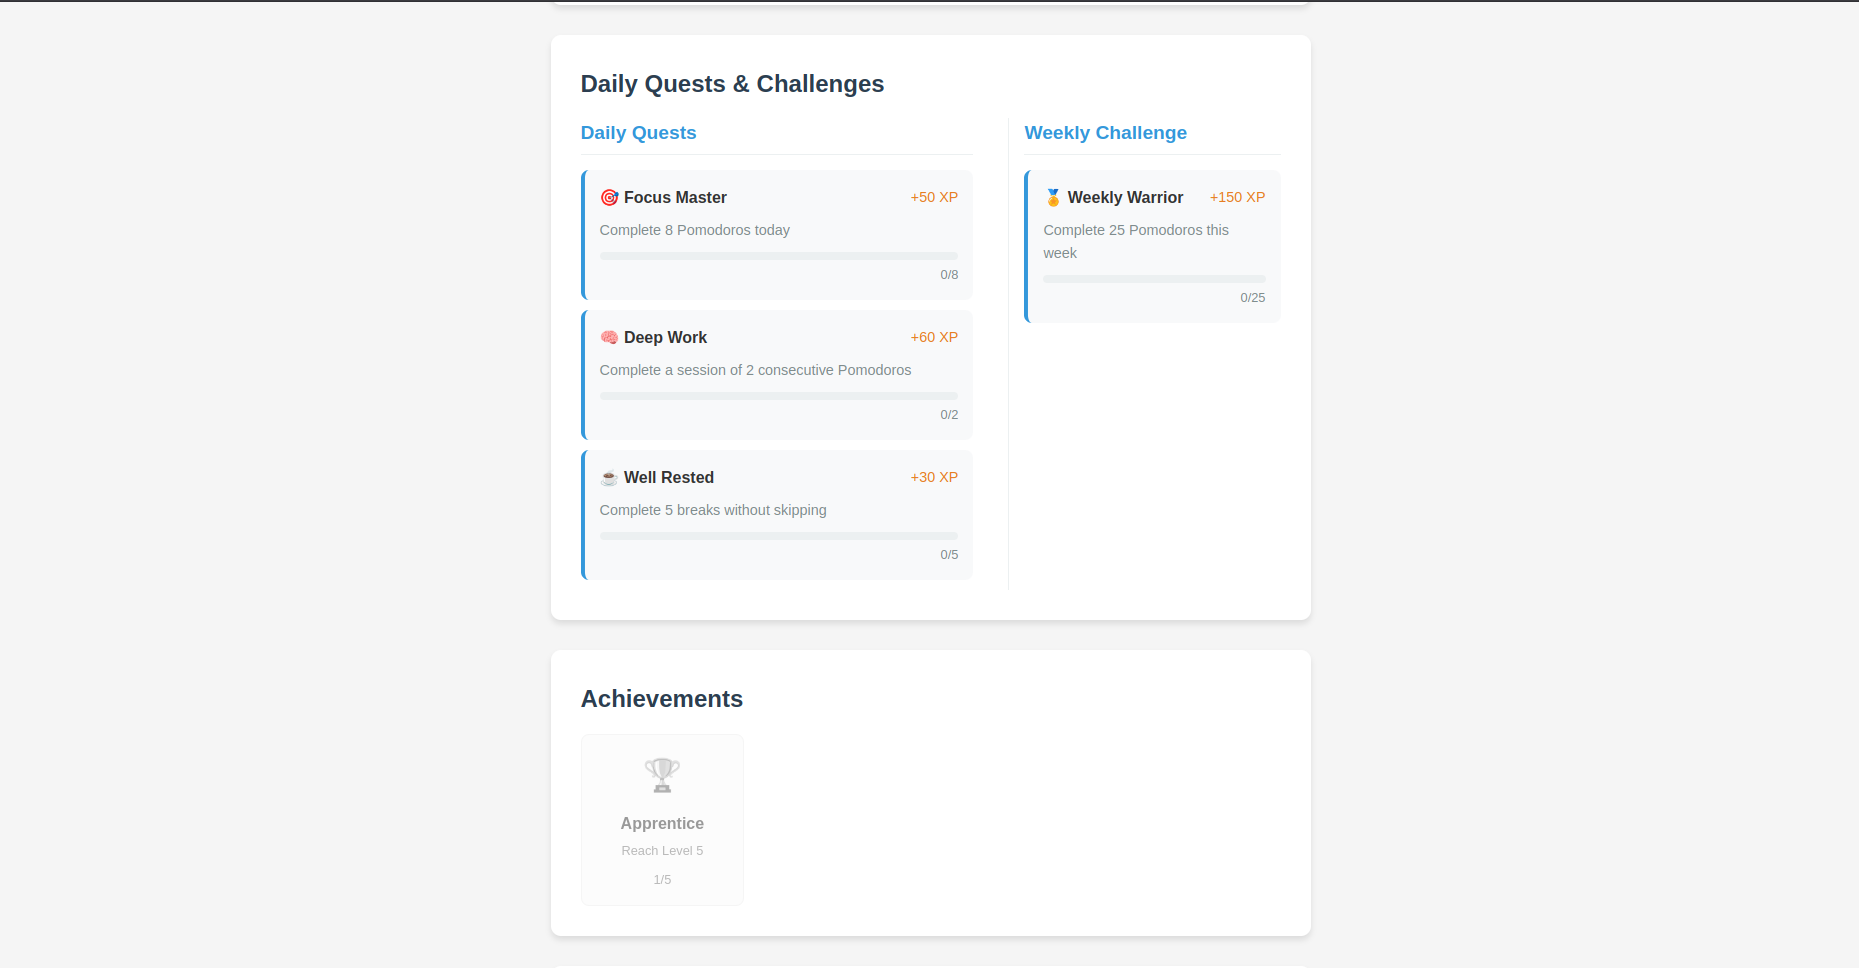 Daily Quests & Challenges
Daily Quests
Focus Master
+50 XP
Complete 8 Pomodoros today
0/8
Deep Work
+60 XP
Complete a session of 2 consecutive Pomodoros
0/2
Well Rested
+30 XP
Complete 5 breaks without skipping
0/5
Weekly Challenge
Weekly Warrior
+150 XP
Complete 25 Pomodoros this
week
0/25
Achievements
Apprentice
Reach Level 5
1/5